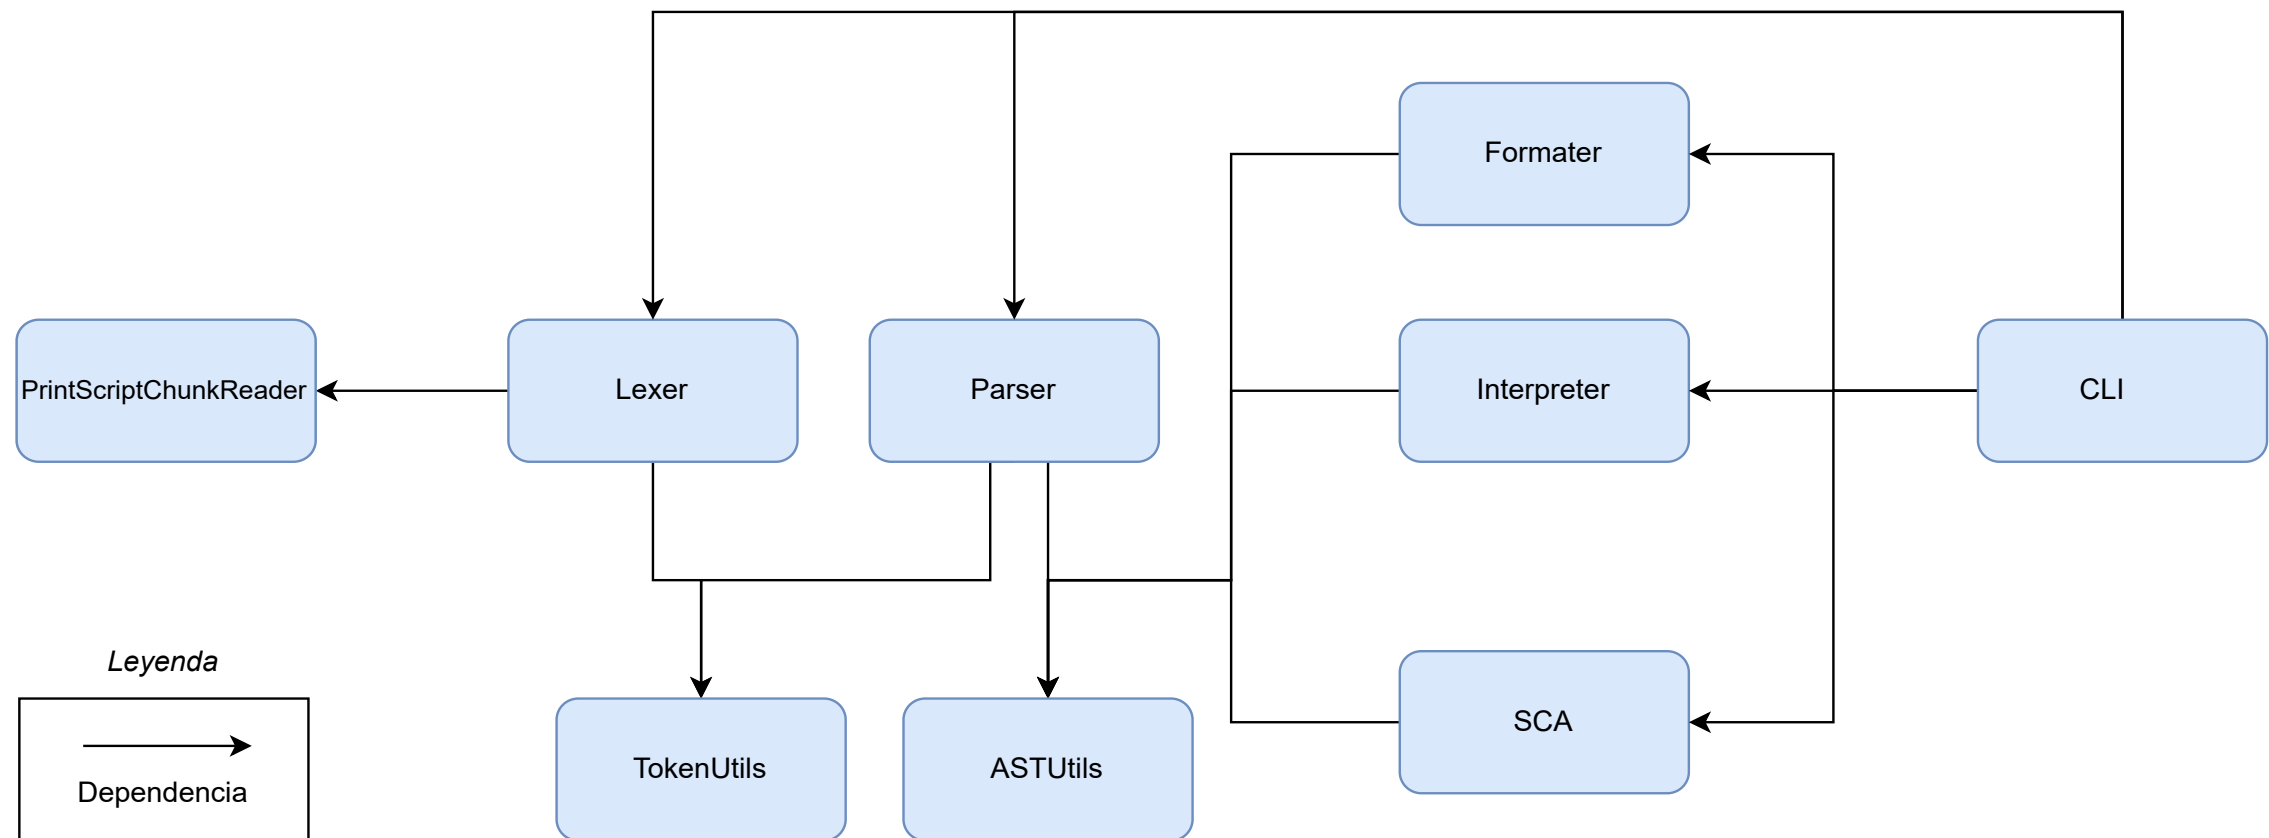 Formater
PrintScriptChunkReader
Lexer
Parser
Interpreter
CLI
Leyenda
Dependencia
TokenUtils
ASTUtils
SCA